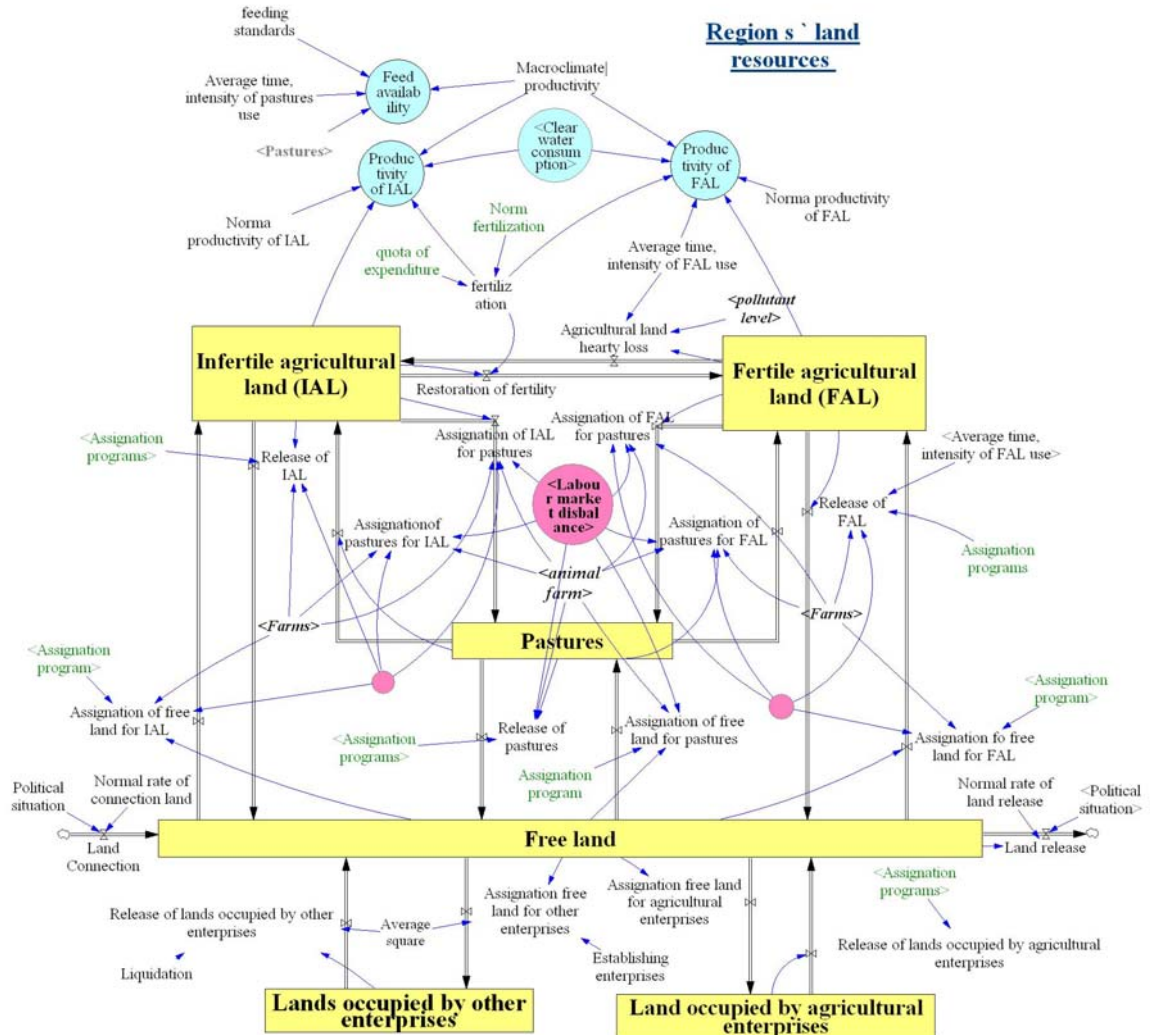 feeding
standards
Region s ` land
resources
Average time,
intensity of pastures
use
Feed
availab
ility
Macroclimate|
productivity
<Pastures>
<Clear
water
consum
ption>
Produc
tivity
of IAL
Produc
tivity of
FAL
Norma
productivity of IAL
Norm
fertilization
Norma productivity
of FAL
quota of
expenditure
fertiliz
ation
Average time,
intensity of FAL use
<pollutant
level>
Agricultural land
hearty loss
Infertile agricultural
land (IAL)
Fertile agricultural
land (FAL)
Restoration of fertility
<Assignation
programs>
Release of
IAL
Assignation of IAL
for pastures
Assignation of FAL
for pastures
<Average time,
intensity of FAL use>
<Labou
r marke
t disbal
ance>
Release of
FAL
Assignationof
pastures for IAL
Assignation of
pastures for FAL
Assignation
programs
<animal
farm>
<Farms>
<Farms>
Pastures
<Assignation
program>
Assignation of free
land for IAL
<Assignation
programs>
Release of
pastures
Assignation of free
land for pastures
Assignation
program
<Assignation
program>
Assignation fo free
land for FAL
Political
situation
Normal rate of
connection land
Land
Connection
Free land
Normal rate of
land release
<Political
situation>
Land release
Release of lands occupied by other
enterprises
Average
square
Assignation free
land for other
enterprises
Assignation free land
for agricultural
enterprises
<Assignation
programs>
Liquidation
Establishing
enterprises
Release of lands occupied by agricultural
enterprises
Lands occupied by other
enterprises
Land occupied by agricultural
enterprises